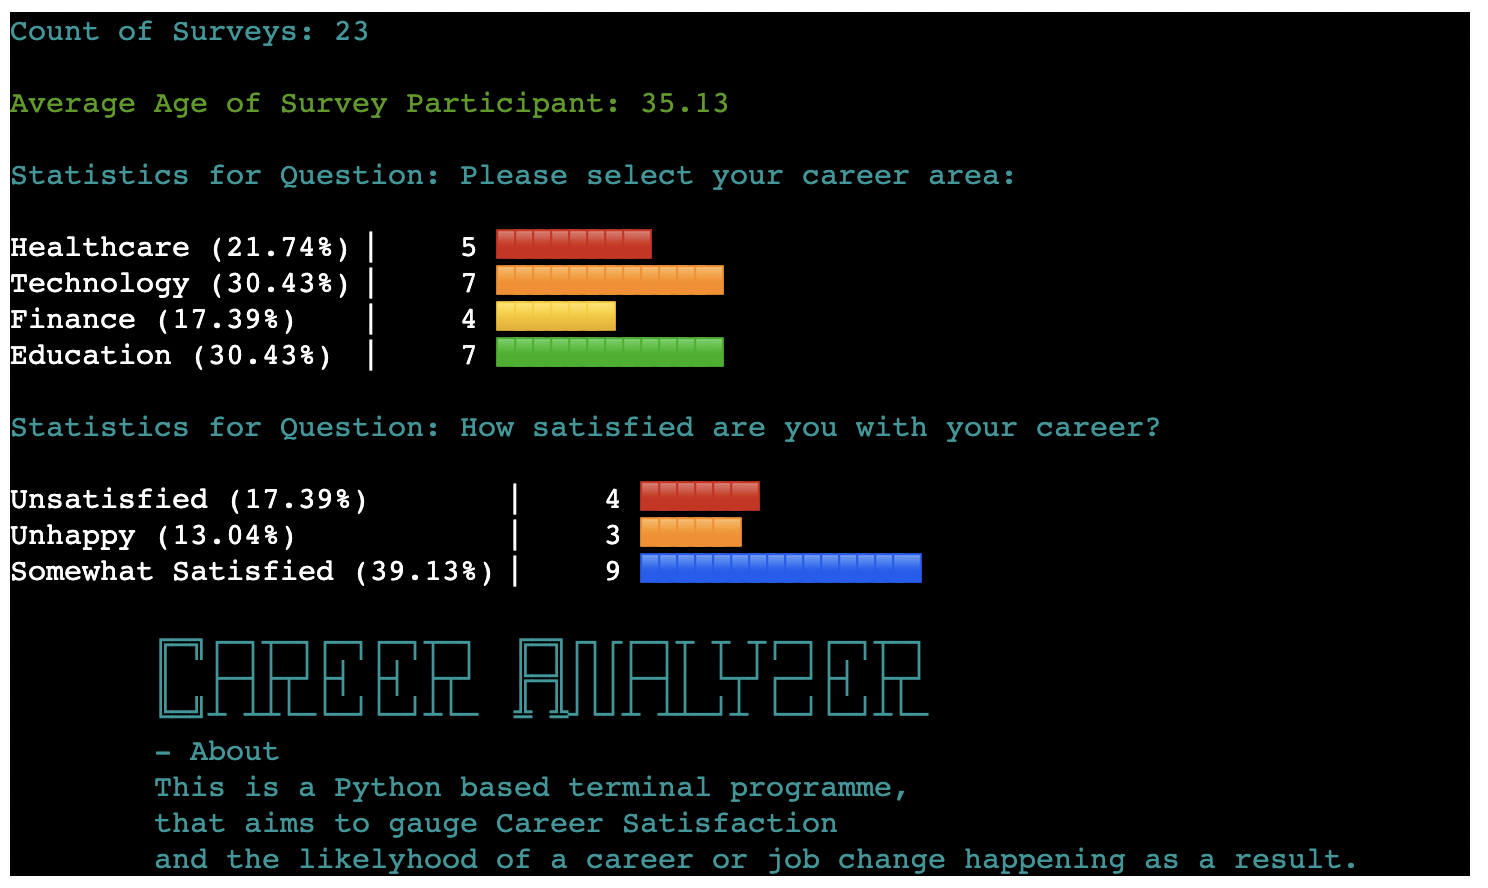 Count of Surveys: 23
Average Age of Survey Participant: 35.13
Statistics for Question: Please select your career area:
Healthcare (21.74%) | 5
Technology (30.43%) | 7
Finance (17.39%) | 4
Education (30.43%) | 7
Statistics for Question: How satisfied are you with your career?
Unsatisfied (17.39%) | 4
Unhappy (13.04%) | 3
Somewhat Satisfied (39.13%) | 9
CAREER ANALYZER
- About
This is a Python based terminal programme,
that aims to gauge Career Satisfaction
and the likelyhood of a career or job change happening as a result.